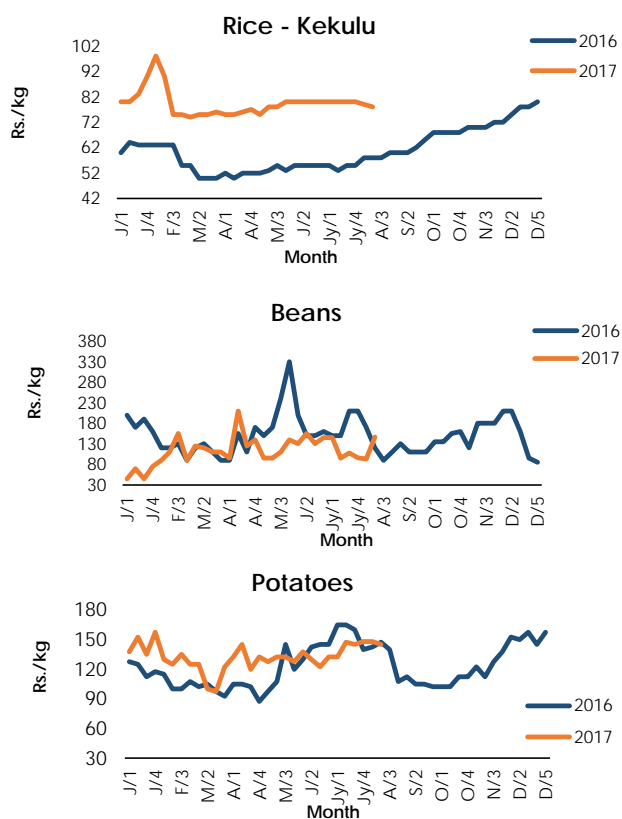 Rice - Kekulu
2016
2017
Rs./kg
102
92
82
72
62
52
42
J/1 J/4 F/3 M/2 A/1 A/4 M/3 J/2 Jy/1 Jy/4 A/3 S/2 O/1 O/4 N/3 D/2 D/5
Month
Beans
2016
2017
Rs./kg
380
330
280
230
180
130
80
30
J/1 J/4 F/3 M/2 A/1 A/4 M/3 J/2 Jy/1 Jy/4 A/3 S/2 O/1 O/4 N/3 D/2 D/5
Month
Potatoes
Rs./kg
180
150
120
90
60
30
2016
2017
J/1 J/4 F/3 M/2 A/1 A/4 M/3 J/2 Jy/1 Jy/4 A/3 S/2 O/1 O/4 N/3 D/2 D/5
Month